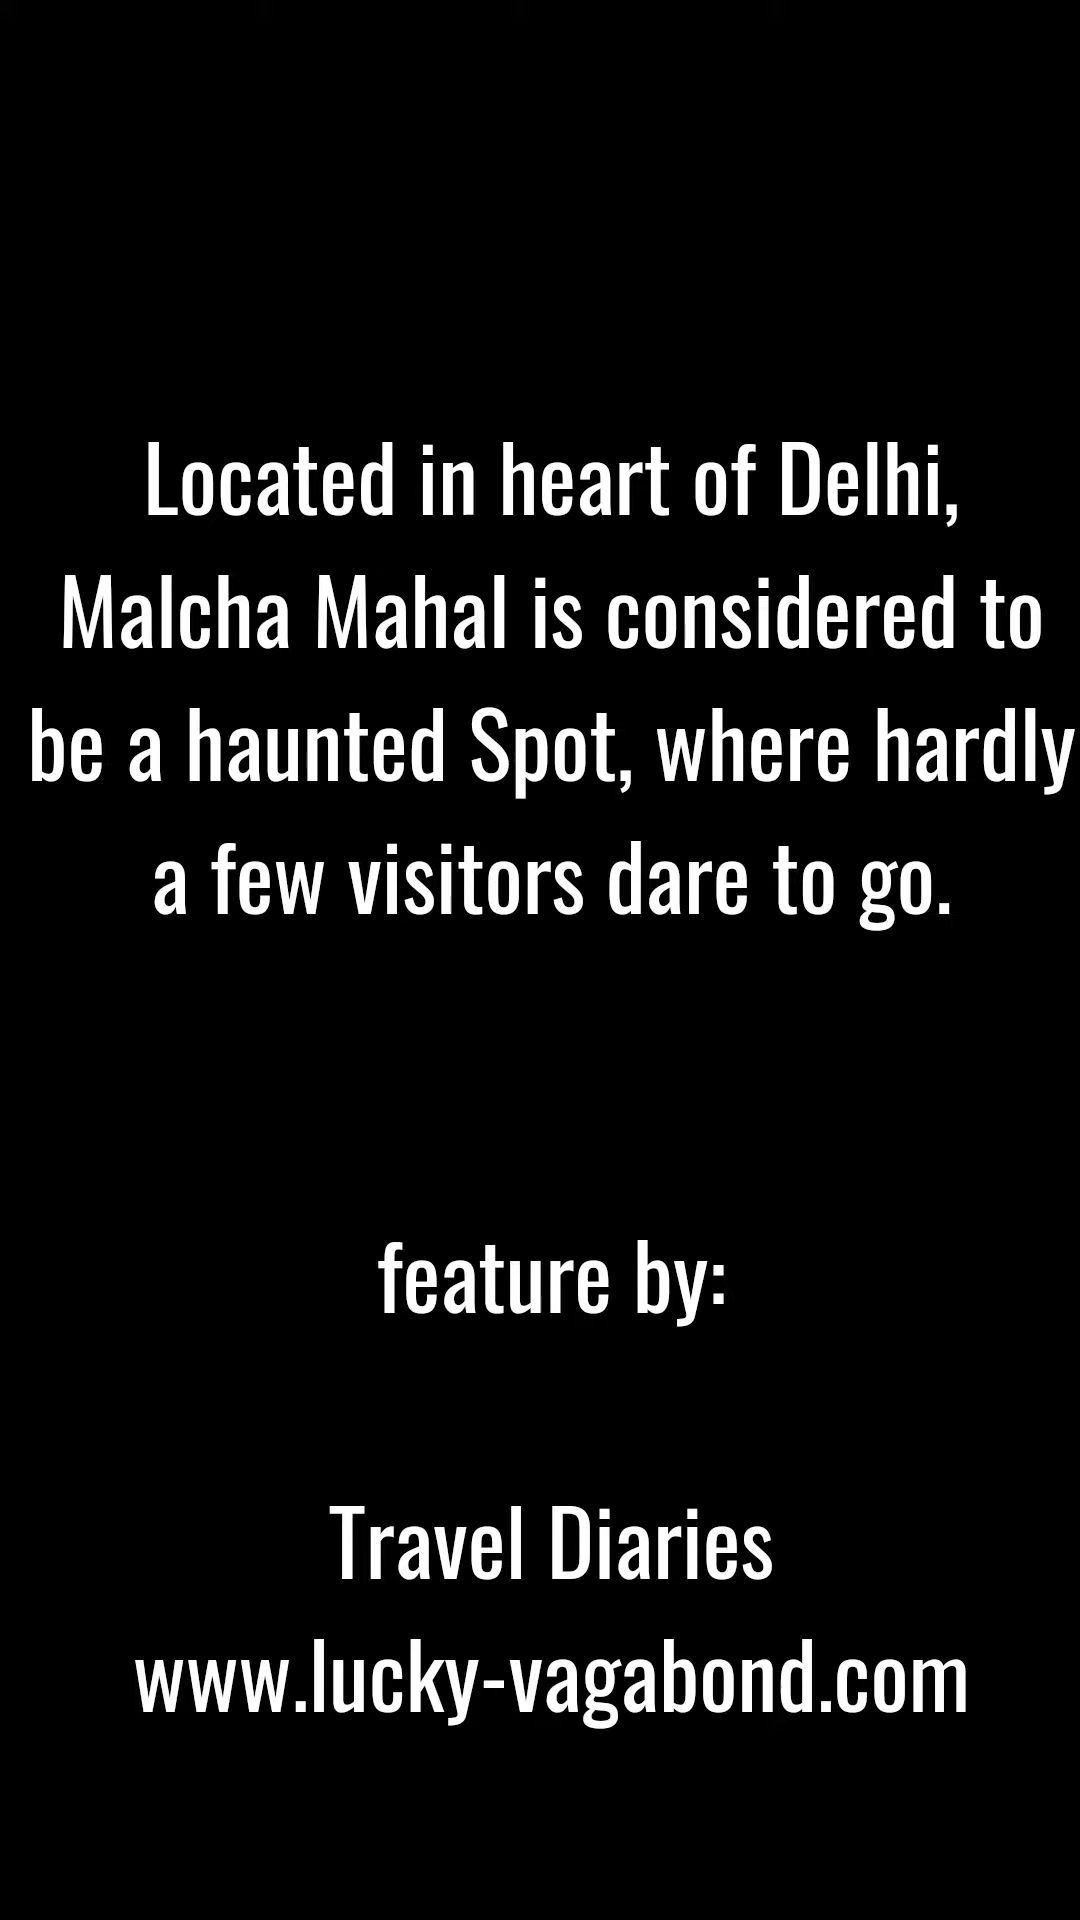 Located in heart of Delhi,
Malcha Mahal is considered to
be a haunted Spot, where hardly
a few visitors dare to go.
feature by:
Travel Diaries
www.lucky-vagabond.com